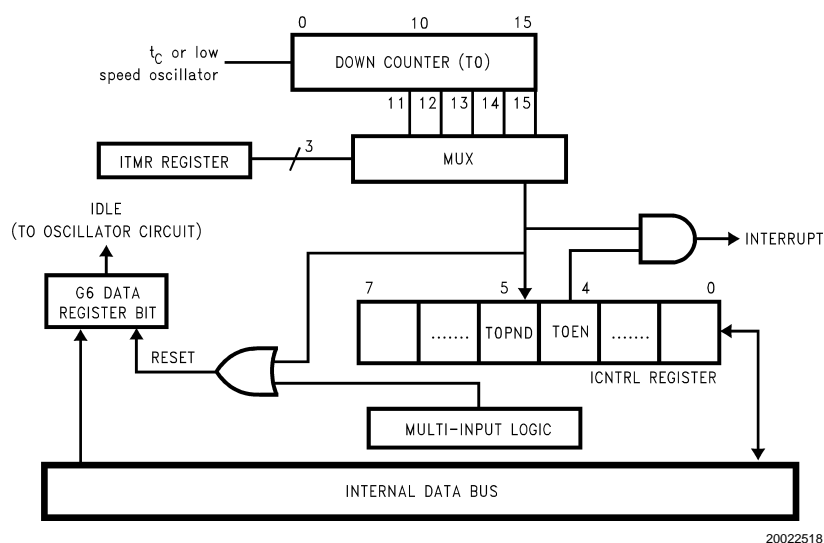 0 10 15
t_C or low
speed oscillator
DOWN COUNTER (T0)
11 12 13 14 15
ITMR REGISTER
3
MUX
IDLE
(TO OSCILLATOR CIRCUIT)
INTERRUPT
G6 DATA
REGISTER BIT
7 5 4 0
....... T0PND T0EN .......
RESET
ICNTRL REGISTER
MULTI-INPUT LOGIC
INTERNAL DATA BUS
20022518